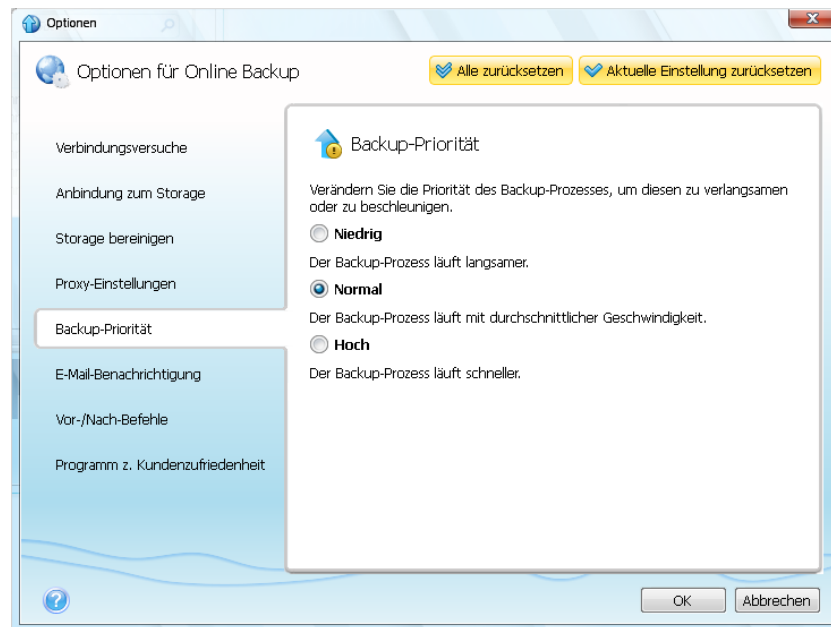 Optionen
Optionen für Online Backup
Alle zurücksetzen
Aktuelle Einstellung zurücksetzen
Verbindungsversuche
Anbindung zum Storage
Storage bereinigen
Proxy-Einstellungen
Backup-Priorität
E-Mail-Benachrichtigung
Vor-/Nach-Befehle
Programm z. Kundenzufriedenheit
Backup-Priorität
Verändern Sie die Priorität des Backup-Prozesses, um diesen zu verlangsamen
oder zu beschleunigen.
Niedrig
Der Backup-Prozess läuft langsamer.
Normal
Der Backup-Prozess läuft mit durchschnittlicher Geschwindigkeit.
Hoch
Der Backup-Prozess läuft schneller.
OK
Abbrechen